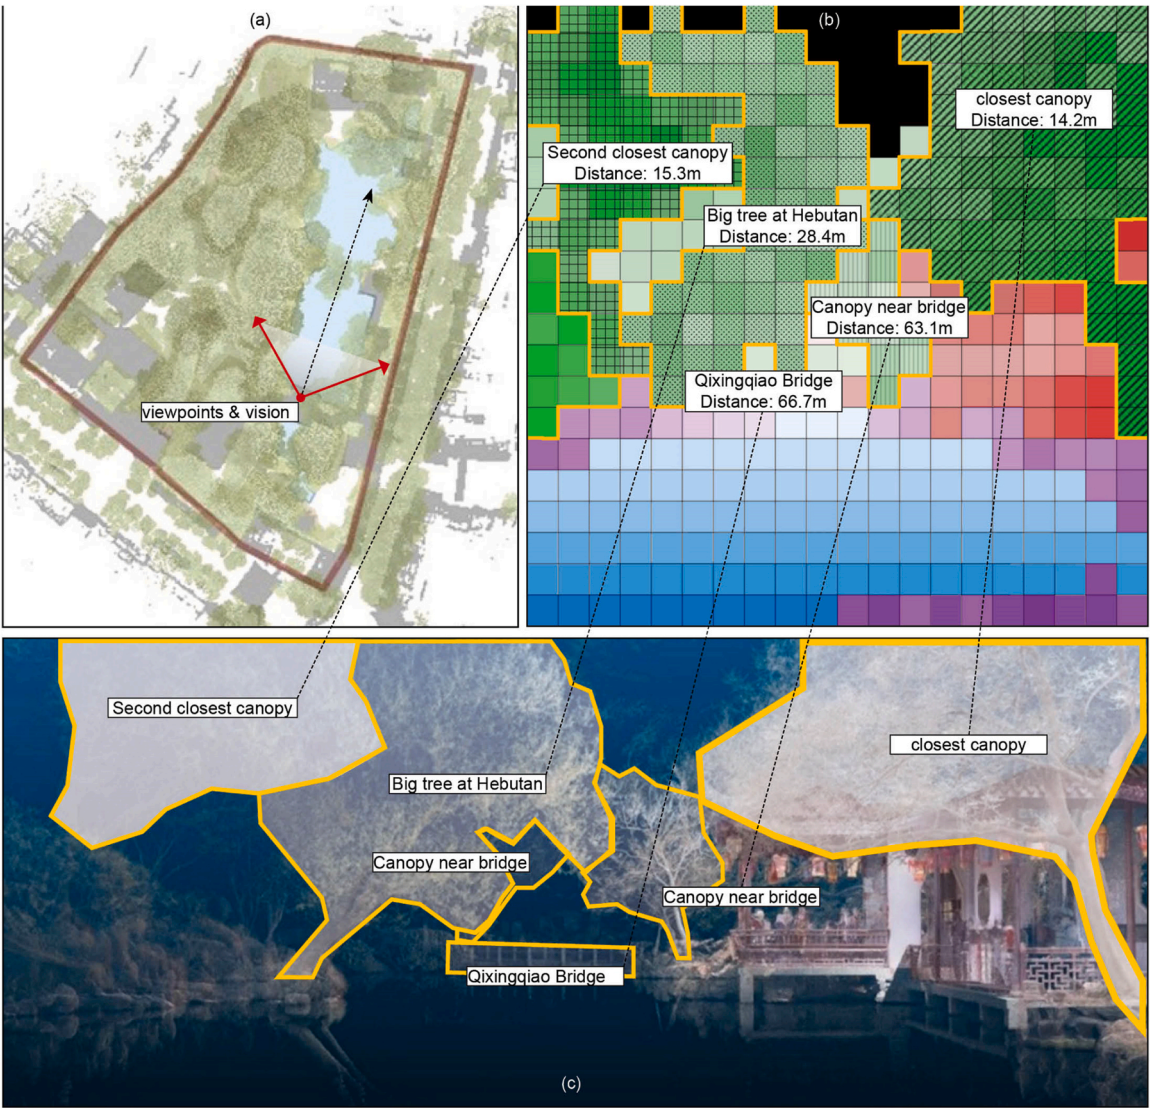 (a)
viewpoints & vision
(b)
closest canopy
Distance: 14.2m
Second closest canopy
Distance: 15.3m
Big tree at Hebutan
Distance: 28.4m
Canopy near bridge
Distance: 63.1m
Qixingqiao Bridge
Distance: 66.7m
Second closest canopy
closest canopy
Big tree at Hebutan
Canopy near bridge
Canopy near bridge
Qixingqiao Bridge
(c)